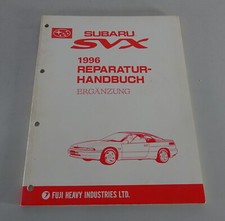 SUBARU
SVX
1996
REPARATUR-
HANDBUCH
ERGÄNZUNG
FUJI HEAVY INDUSTRIES LTD.